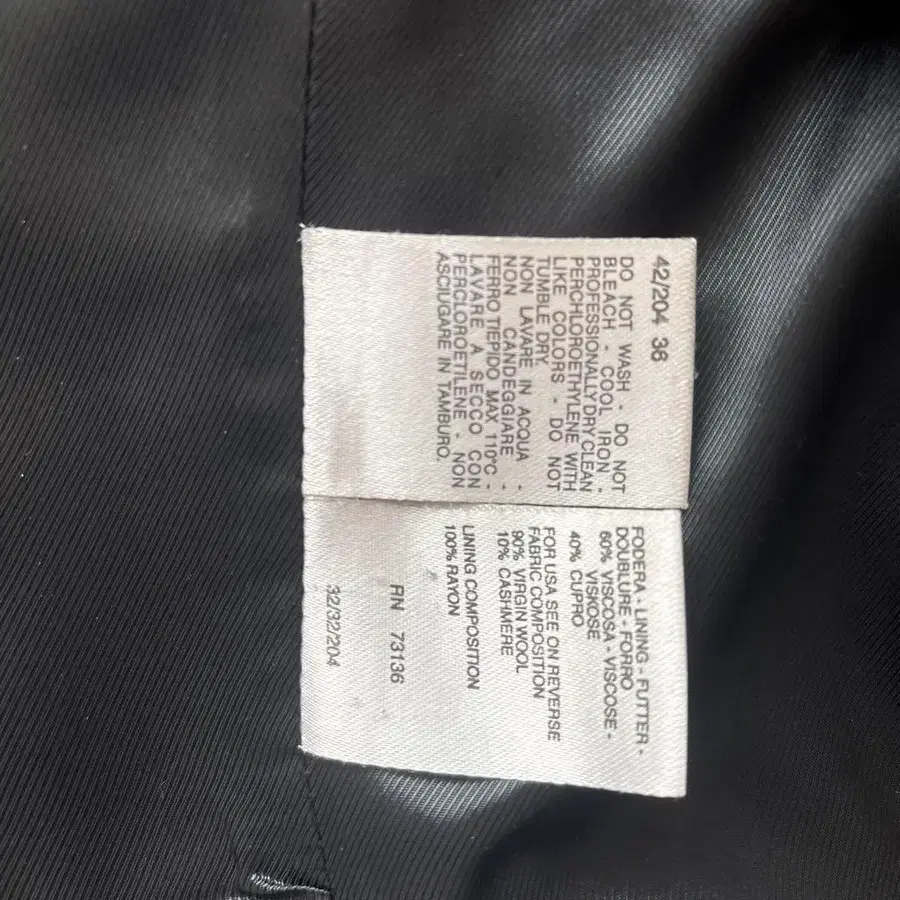 42/204 36
DO NOT WASH - DO NOT
BLEACH - COOL IRON -
PROFESSIONALLY DRY CLEAN
PERCHLOROETHYLENE WITH
LIKE COLORS - DO NOT
TUMBLE DRY
NON LAVARE IN ACQUA -
NON CANDEGGIARE -
FERRO TIEPIDO MAX 110°C -
LAVARE A SECCO CON
PERCLOROETILENE - NON
ASCIUGARE IN TAMBURO.
FODERA - LINING - FUTTER -
DOUBLURE - FORRO
60% VISCOSA - VISCOSE -
VISKOSE
40% CUPRO
FOR USA SEE ON REVERSE
FABRIC COMPOSITION
90% VIRGIN WOOL
10% CASHMERE
LINING COMPOSITION
100% RAYON
RN 73136
32/32/204